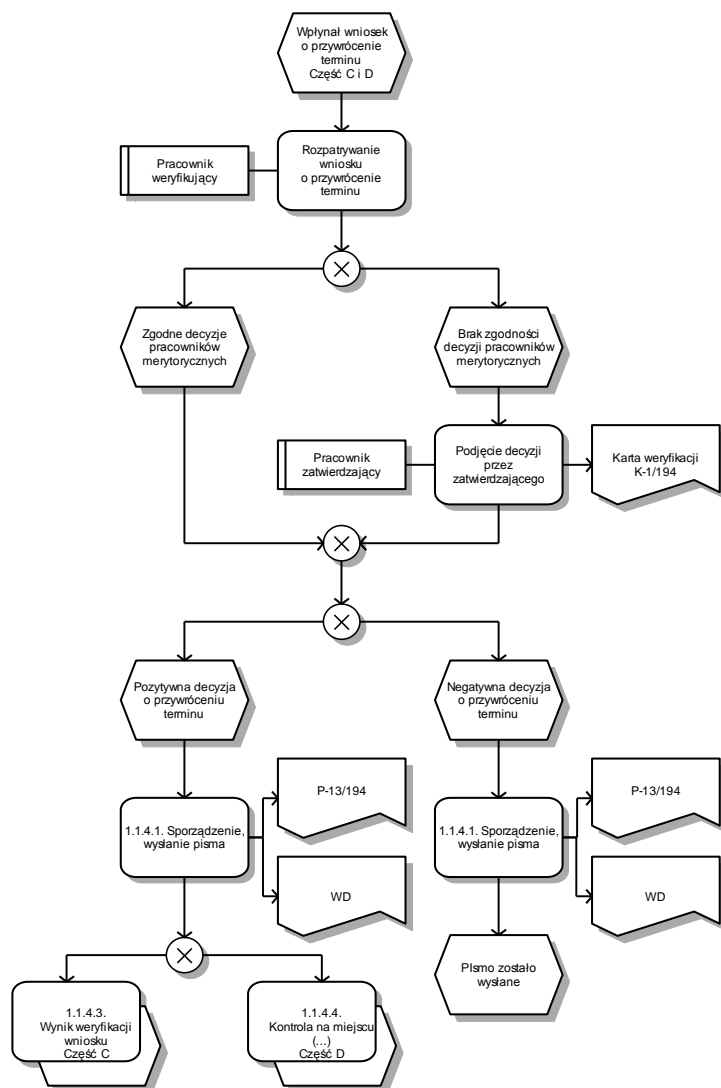 Wpłynał wniosek
o przywrócenie
terminu
Część C i D
Rozpatrywanie
wniosku
o przywrócenie
terminu
Pracownik
weryfikujący
Zgodne decyzje
pracowników
merytorycznych
Brak zgodności
decyzji pracowników
merytorycznych
Pracownik
zatwierdzający
Podjęcie decyzji
przez
zatwierdzającego
Karta weryfikacji
K-1/194
Pozytywna decyzja
o przywróceniu
terminu
Negatywna decyzja
o przywróceniu
terminu
1.1.4.1. Sporządzenie,
wysłanie pisma
P-13/194
WD
1.1.4.1. Sporządzenie,
wysłanie pisma
P-13/194
WD
PIsmo zostało
wysłane
1.1.4.3.
Wynik weryfikacji
wniosku
Część C
1.1.4.4.
Kontrola na miejscu
(...)
Część D